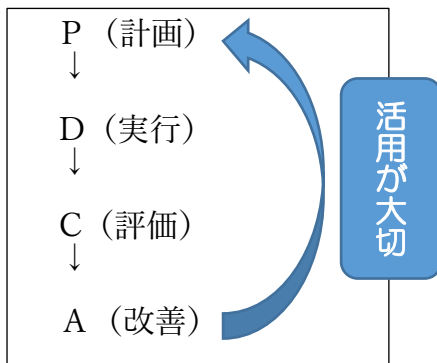 P（計画）
↓
D（実行）
↓
C（評価）
↓
A（改善）
活用が大切